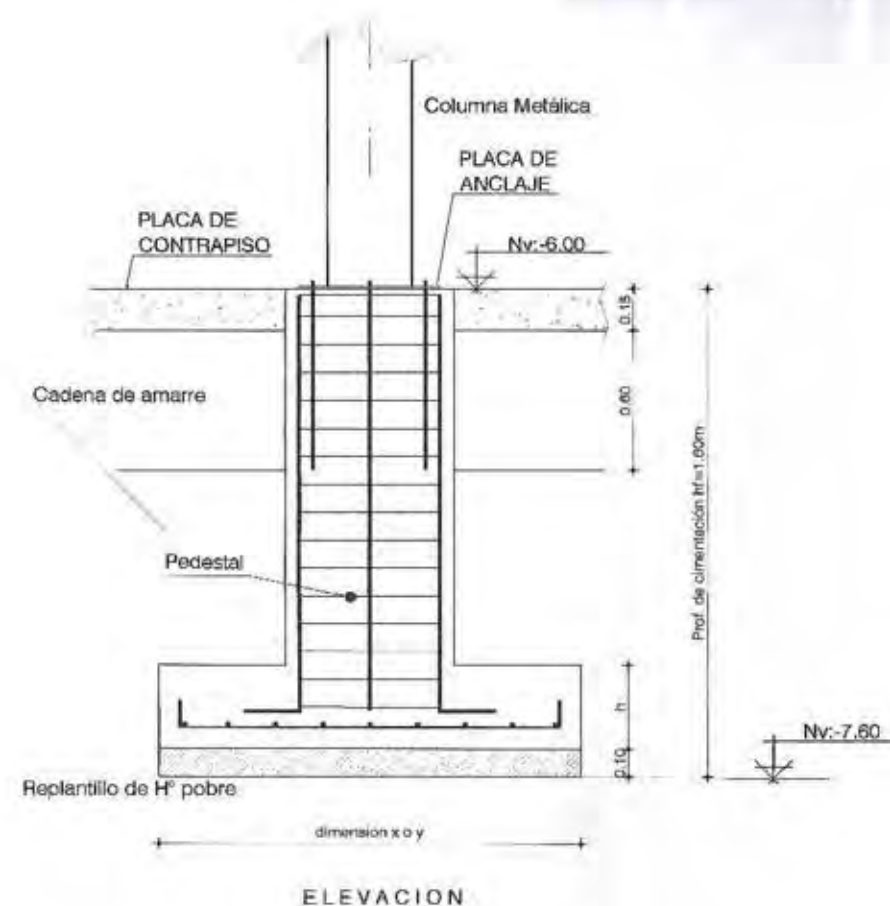 Columna Metálica
PLACA DE
ANCLAJE
PLACA DE
CONTRAPISO
Nv:-6.00
0.15
Cadena de amarre
0.60
Prof. de cimentación hf=1.60m
Pedestal
h
Nv:-7.60
0.10
Replantillo de Hº pobre
dimension x o y
ELEVACION